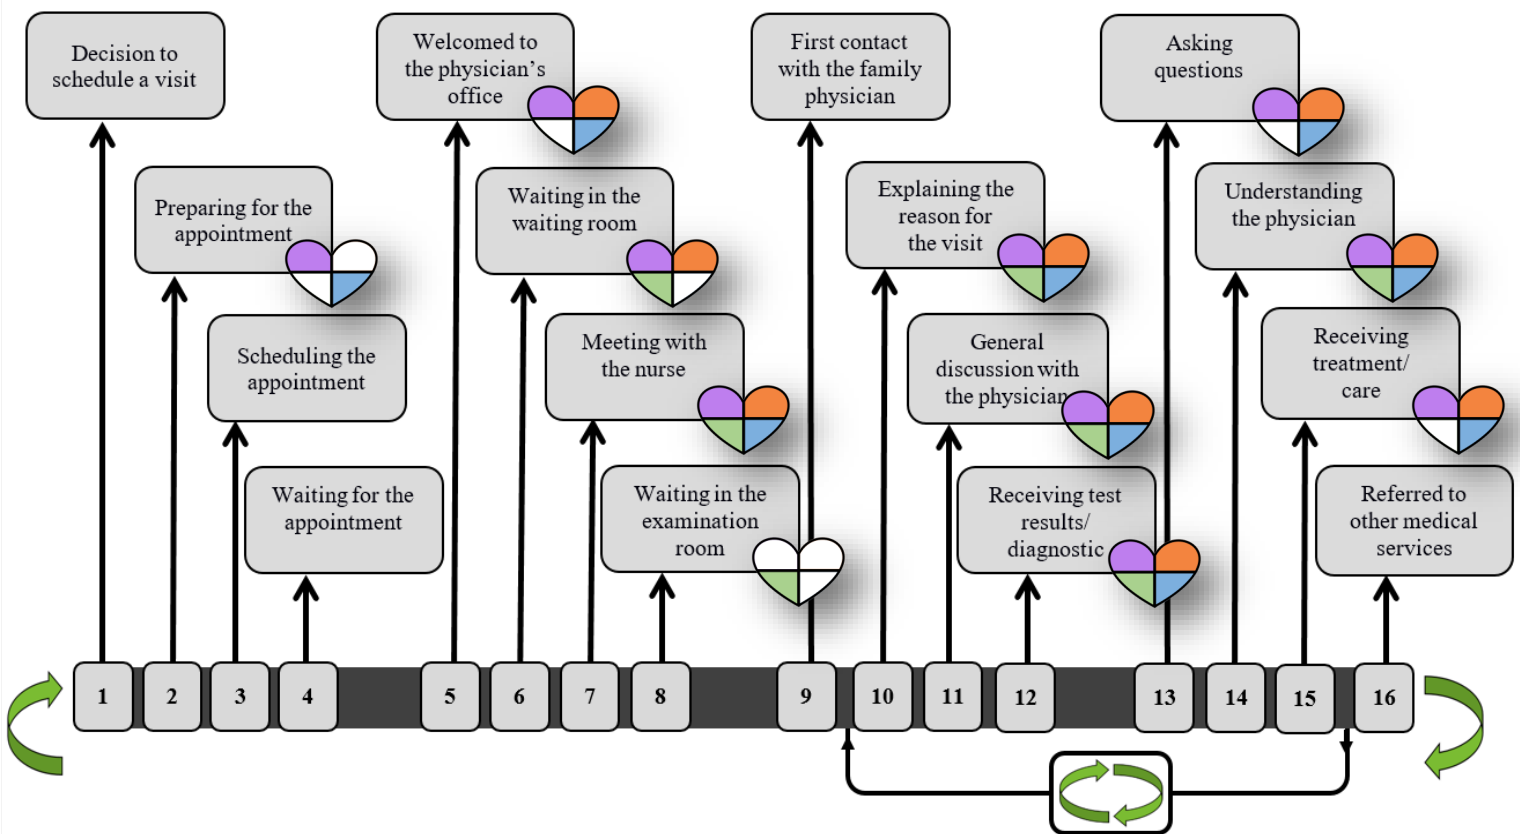 Decision to
schedule a visit
Preparing for the
appointment
Scheduling the
appointment
Waiting for the
appointment
Welcomed to
the physician's
office
Waiting in the
waiting room
Meeting with
the nurse
Waiting in the
examination
room
First contact
with the family
physician
Explaining the
reason for
the visit
General
discussion with
the physician
Receiving test
results/
diagnostic
Asking
questions
Understanding
the physician
Receiving
treatment/
care
Referred to
other medical
services
1 2 3 4 5 6 7 8 9 10 11 12 13 14 15 16